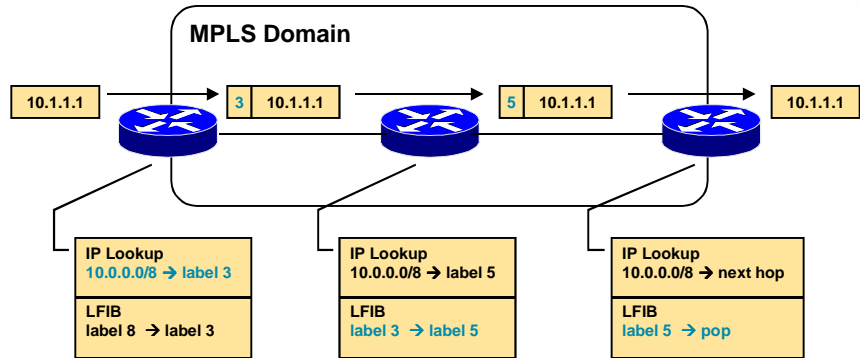 MPLS Domain
10.1.1.1
3 10.1.1.1
5 10.1.1.1
10.1.1.1
IP Lookup
10.0.0.0/8 → label 3
LFIB
label 8 → label 3
IP Lookup
10.0.0.0/8 → label 5
LFIB
label 3 → label 5
IP Lookup
10.0.0.0/8 → next hop
LFIB
label 5 → pop